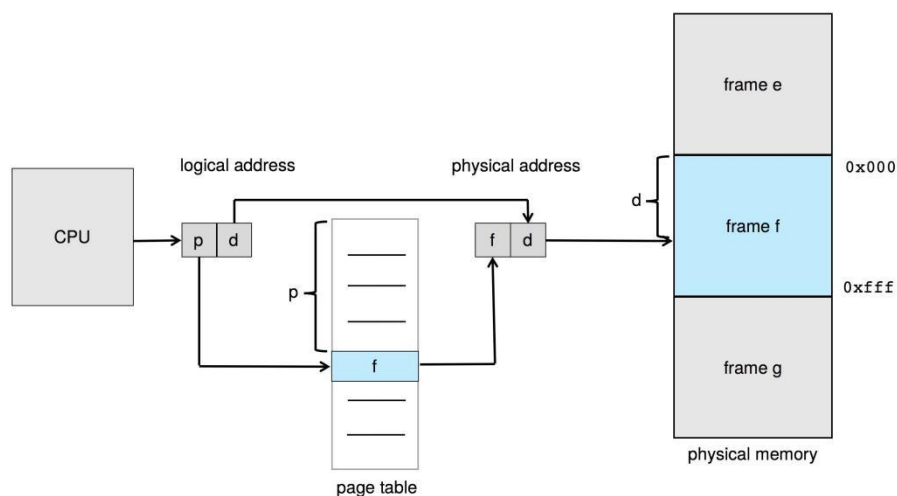 frame e
logical address
physical address
0x000
CPU
p
d
f
d
d
frame f
p
0xfff
f
frame g
physical memory
page table